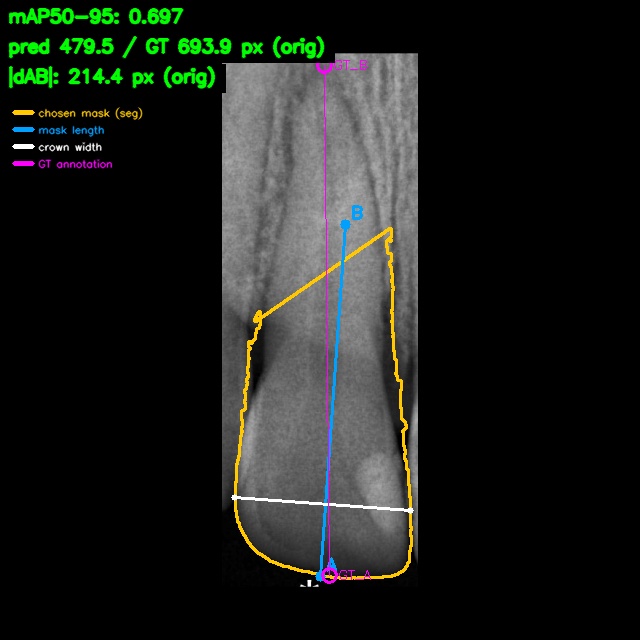 mAP50-95: 0.697
pred 479.5 / GT 693.9 px (orig)
|dAB|: 214.4 px (orig)
chosen mask (seg)
mask length
crown width
GT annotation
GT_B
B
A
GT_A